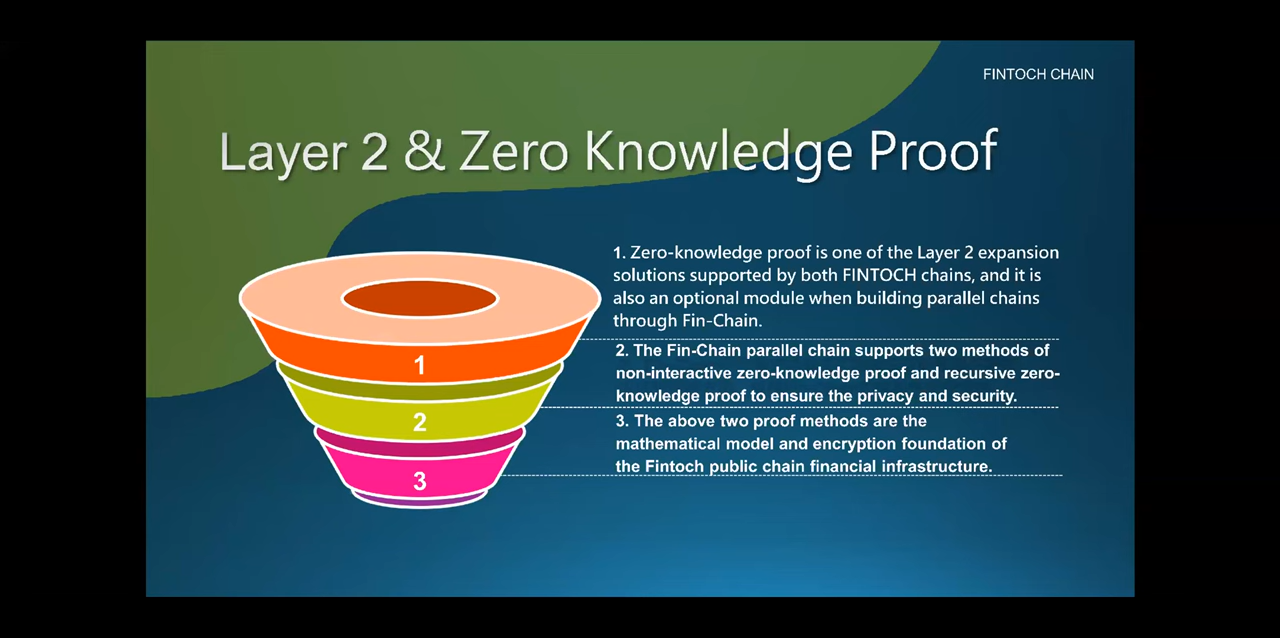 FINTOCH CHAIN
Layer 2 & Zero Knowledge Proof
1. Zero-knowledge proof is one of the Layer 2 expansion
solutions supported by both FINTOCH chains, and it is
also an optional module when building parallel chains
through Fin-Chain.
1
2. The Fin-Chain parallel chain supports two methods of
non-interactive zero-knowledge proof and recursive zero-
knowledge proof to ensure the privacy and security.
2
3. The above two proof methods are the
mathematical model and encryption foundation of
the Fintoch public chain financial infrastructure.
3